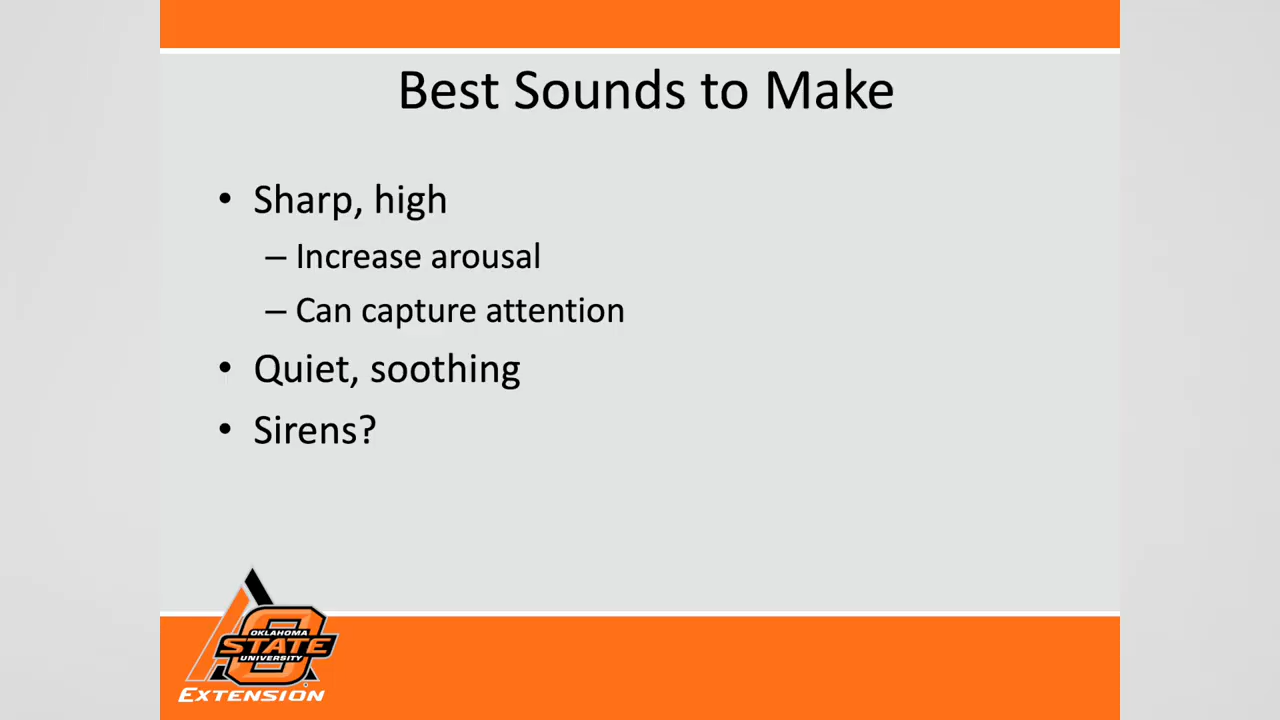 Best Sounds to Make
• Sharp, high
– Increase arousal
– Can capture attention
• Quiet, soothing
• Sirens?
OKLAHOMA
STATE
UNIVERSITY
EXTENSION